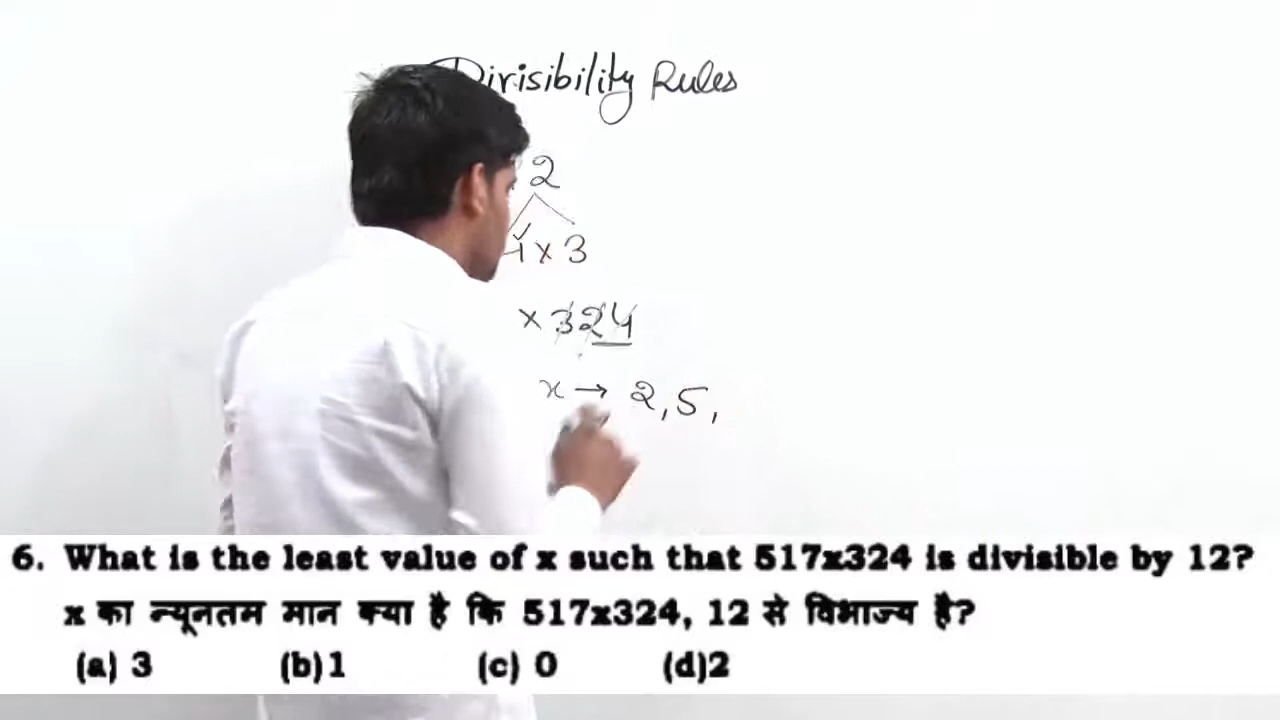 Divisibility Rules
2
4 x 3
x 324
x → 2, 5,
6. What is the least value of x such that 517x324 is divisible by 12?
x का न्यूनतम मान क्या है कि 517x324, 12 से विभाज्य है?
(a) 3 (b) 1 (c) 0 (d) 2